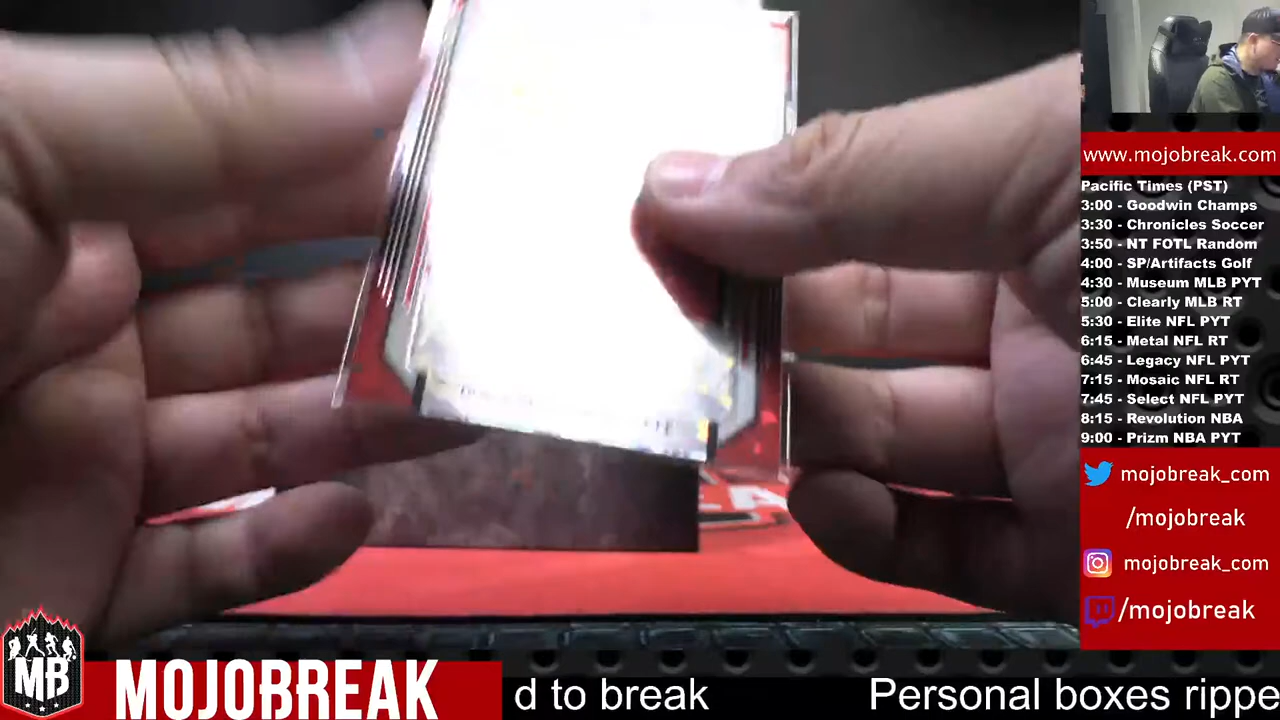 www.mojobreak.com
Pacific Times (PST)
3:00 - Goodwin Champs
3:30 - Chronicles Soccer
3:50 - NT FOTL Random
4:00 - SP/Artifacts Golf
4:30 - Museum MLB PYT
5:00 - Clearly MLB RT
5:30 - Elite NFL PYT
6:15 - Metal NFL RT
6:45 - Legacy NFL PYT
7:15 - Mosaic NFL RT
7:45 - Select NFL PYT
8:15 - Revolution NBA
9:00 - Prizm NBA PYT
mojobreak_com
/mojobreak
mojobreak_com
/mojobreak
MB
MOJOBREAK
d to break Personal boxes rippe